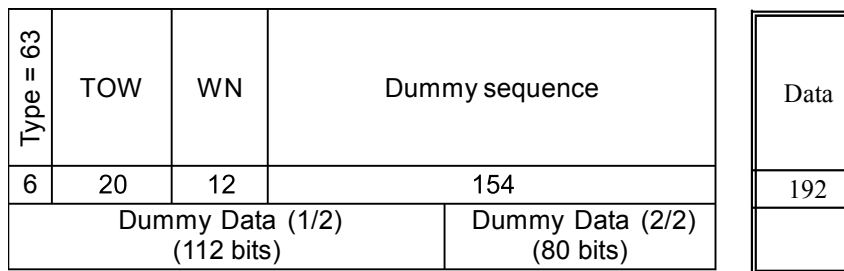 Type = 63
TOW
WN
Dummy sequence
Data
6
20
12
154
192
Dummy Data (1/2)
(112 bits)
Dummy Data (2/2)
(80 bits)